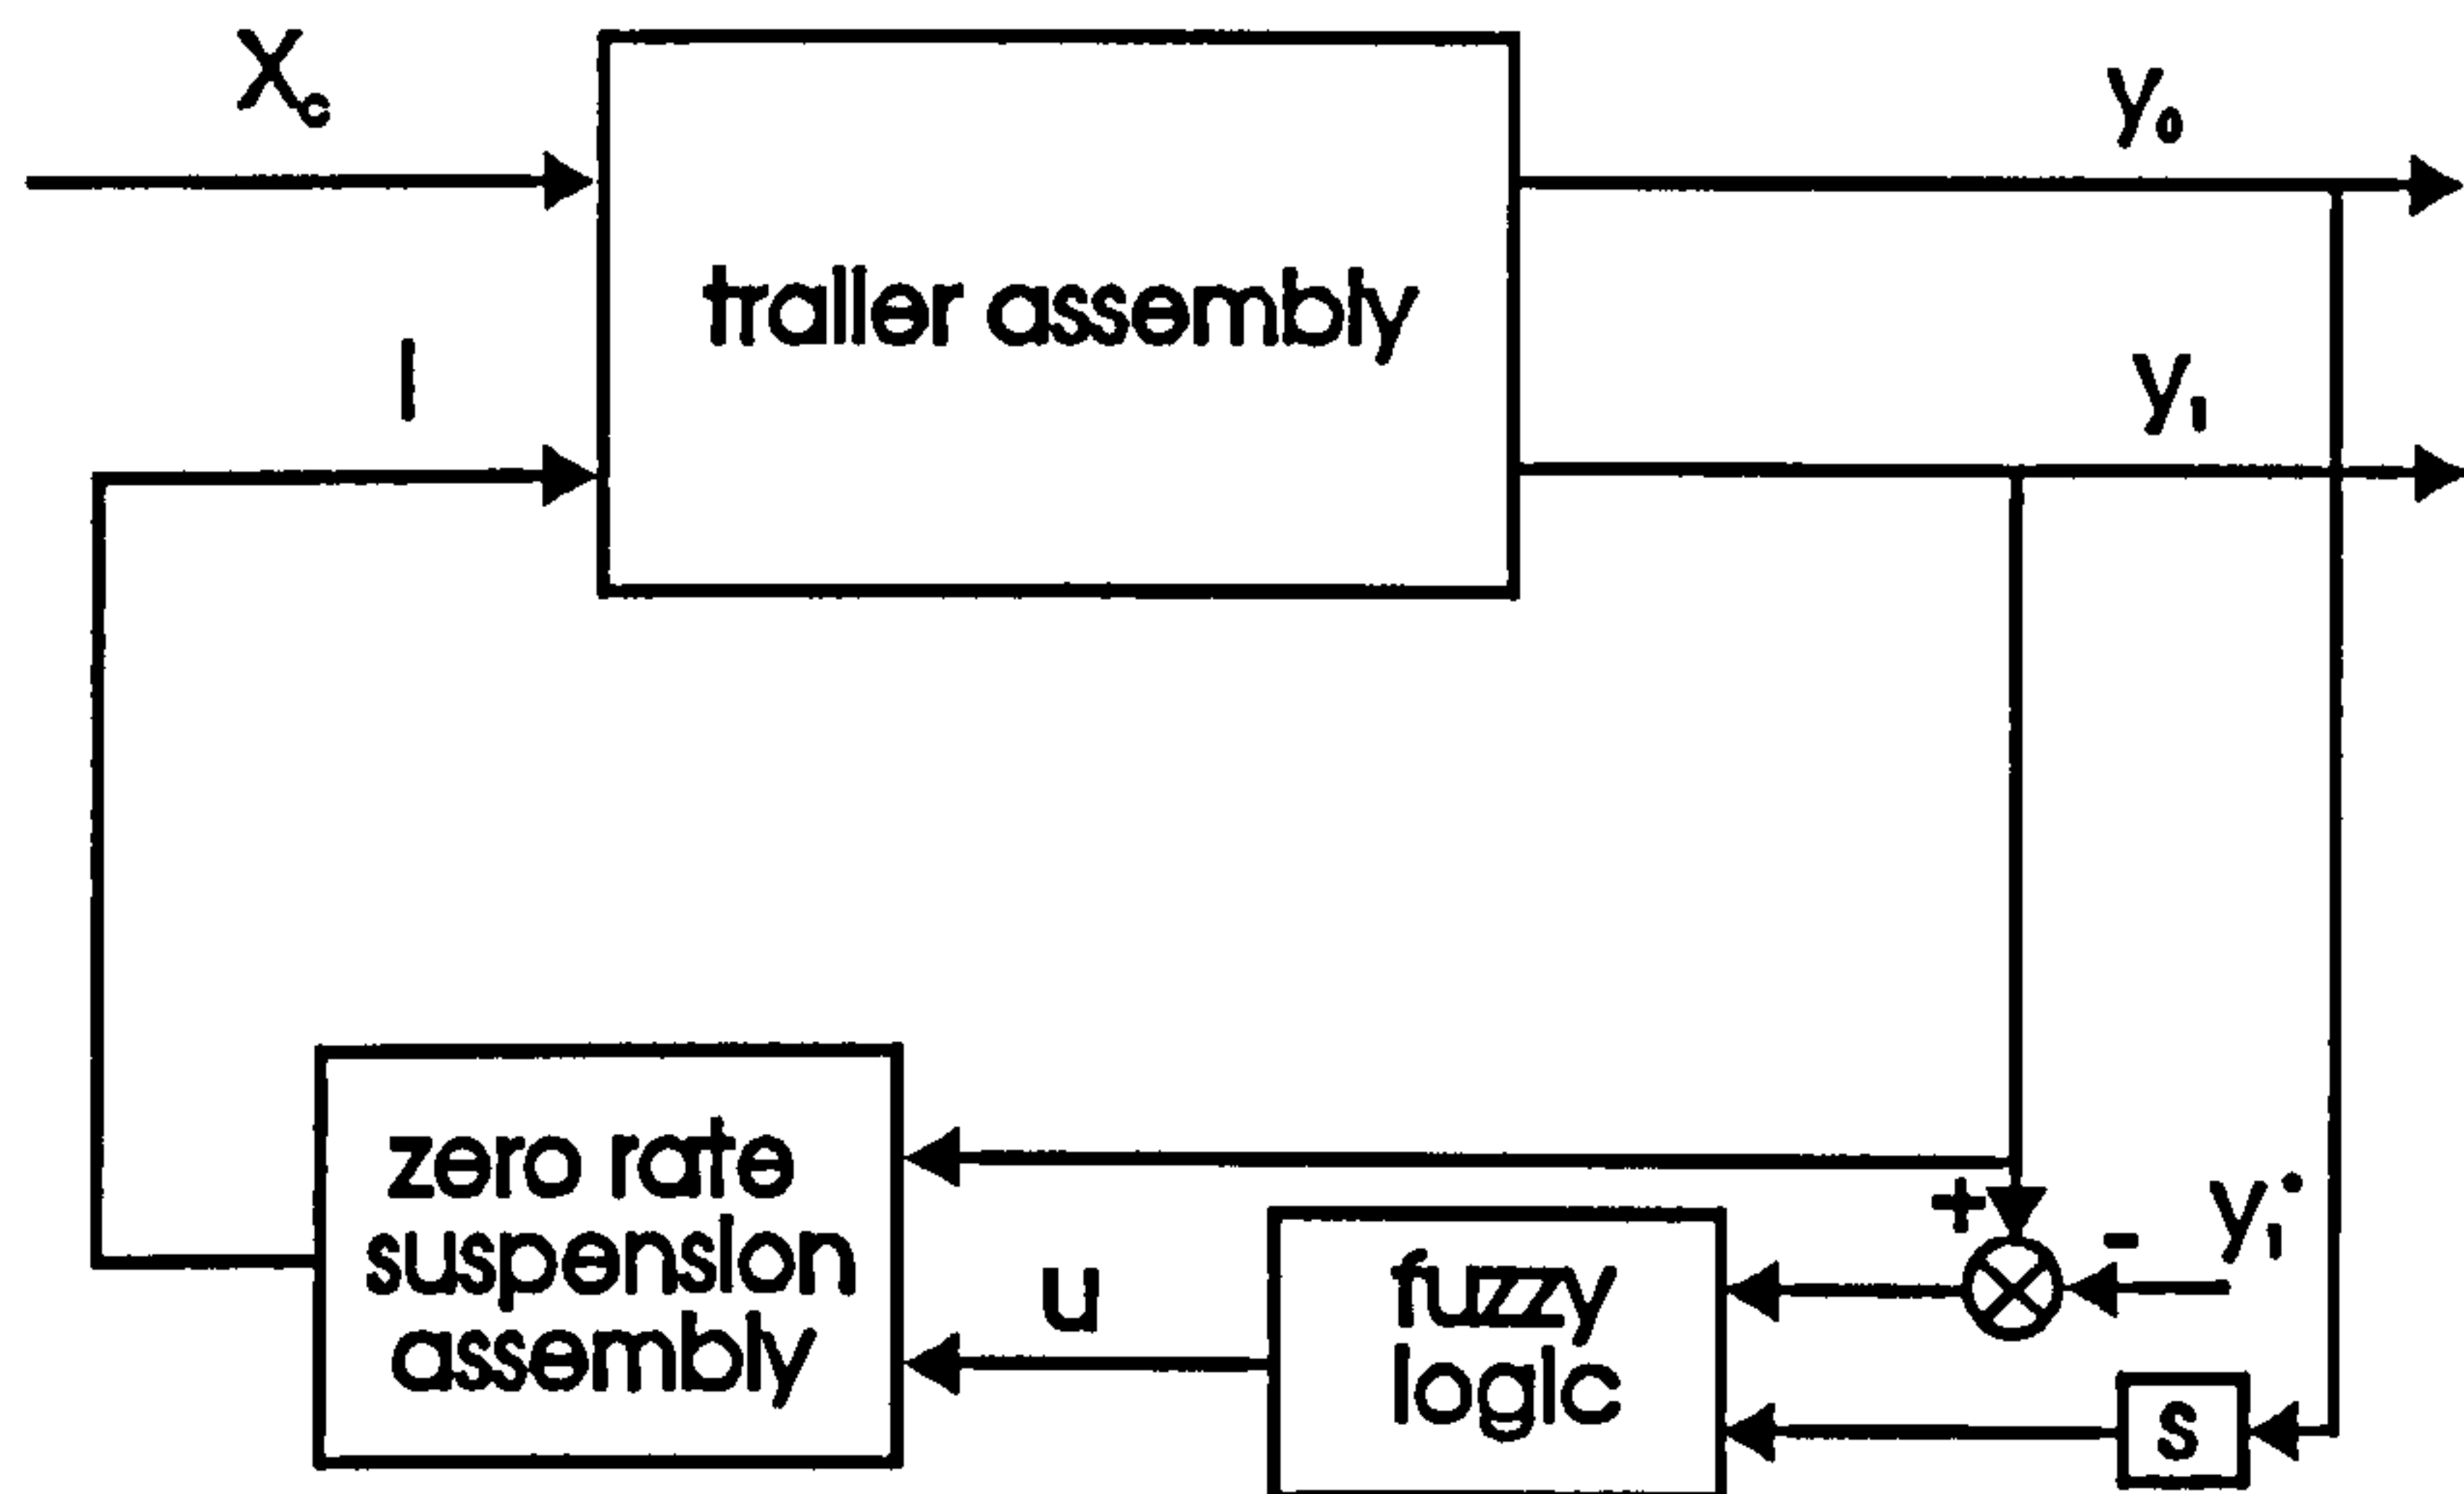 Xc
y0
trailer assembly
I
y1
zero rate
suspension
assembly
+
-
y1*
u
fuzzy
logic
s